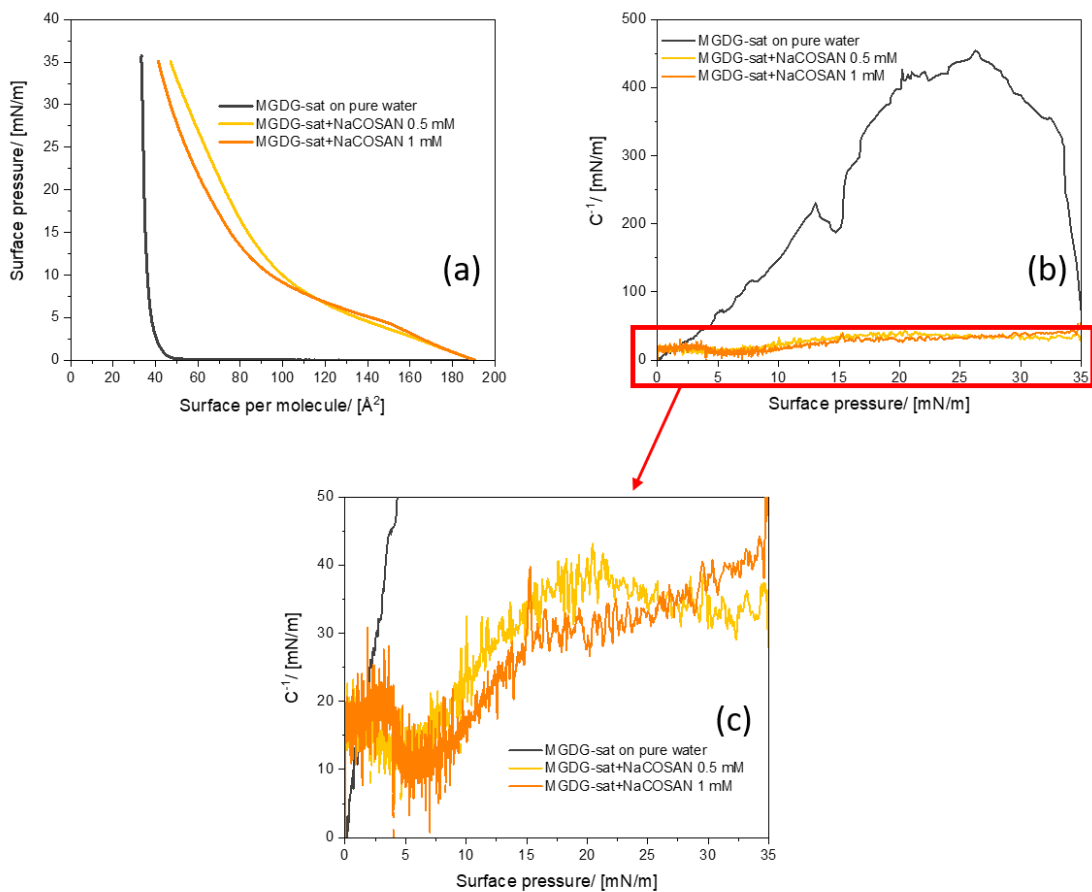 40
35
30
25
20
15
10
5
0
Surface pressure/ [mN/m]
MGDG-sat on pure water
MGDG-sat+NaCOSAN 0.5 mM
MGDG-sat+NaCOSAN 1 mM
(a)
0 20 40 60 80 100 120 140 160 180 200
Surface per molecule/ [Å²]
500
400
300
200
100
0
C⁻¹/ [mN/m]
MGDG-sat on pure water
MGDG-sat+NaCOSAN 0.5 mM
MGDG-sat+NaCOSAN 1 mM
(b)
0 5 10 15 20 25 30 35
Surface pressure/ [mN/m]
50
40
30
20
10
0
C⁻¹/ [mN/m]
(c)
MGDG-sat on pure water
MGDG-sat+NaCOSAN 0.5 mM
MGDG-sat+NaCOSAN 1 mM
0 5 10 15 20 25 30 35
Surface pressure/ [mN/m]